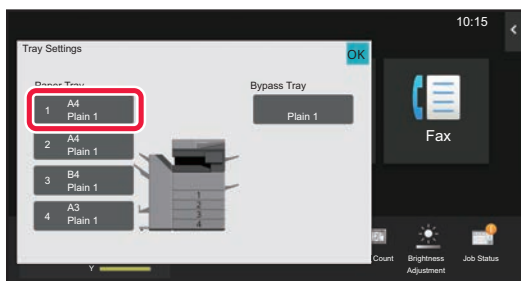 10:15
Tray Settings
OK
Paper Tray
Bypass Tray
1 A4
Plain 1
Plain 1
2 A4
Plain 1
3 B4
Plain 1
4 A3
Plain 1
1
2
3
4
Fax
Count
Brightness
Adjustment
Job Status
Y